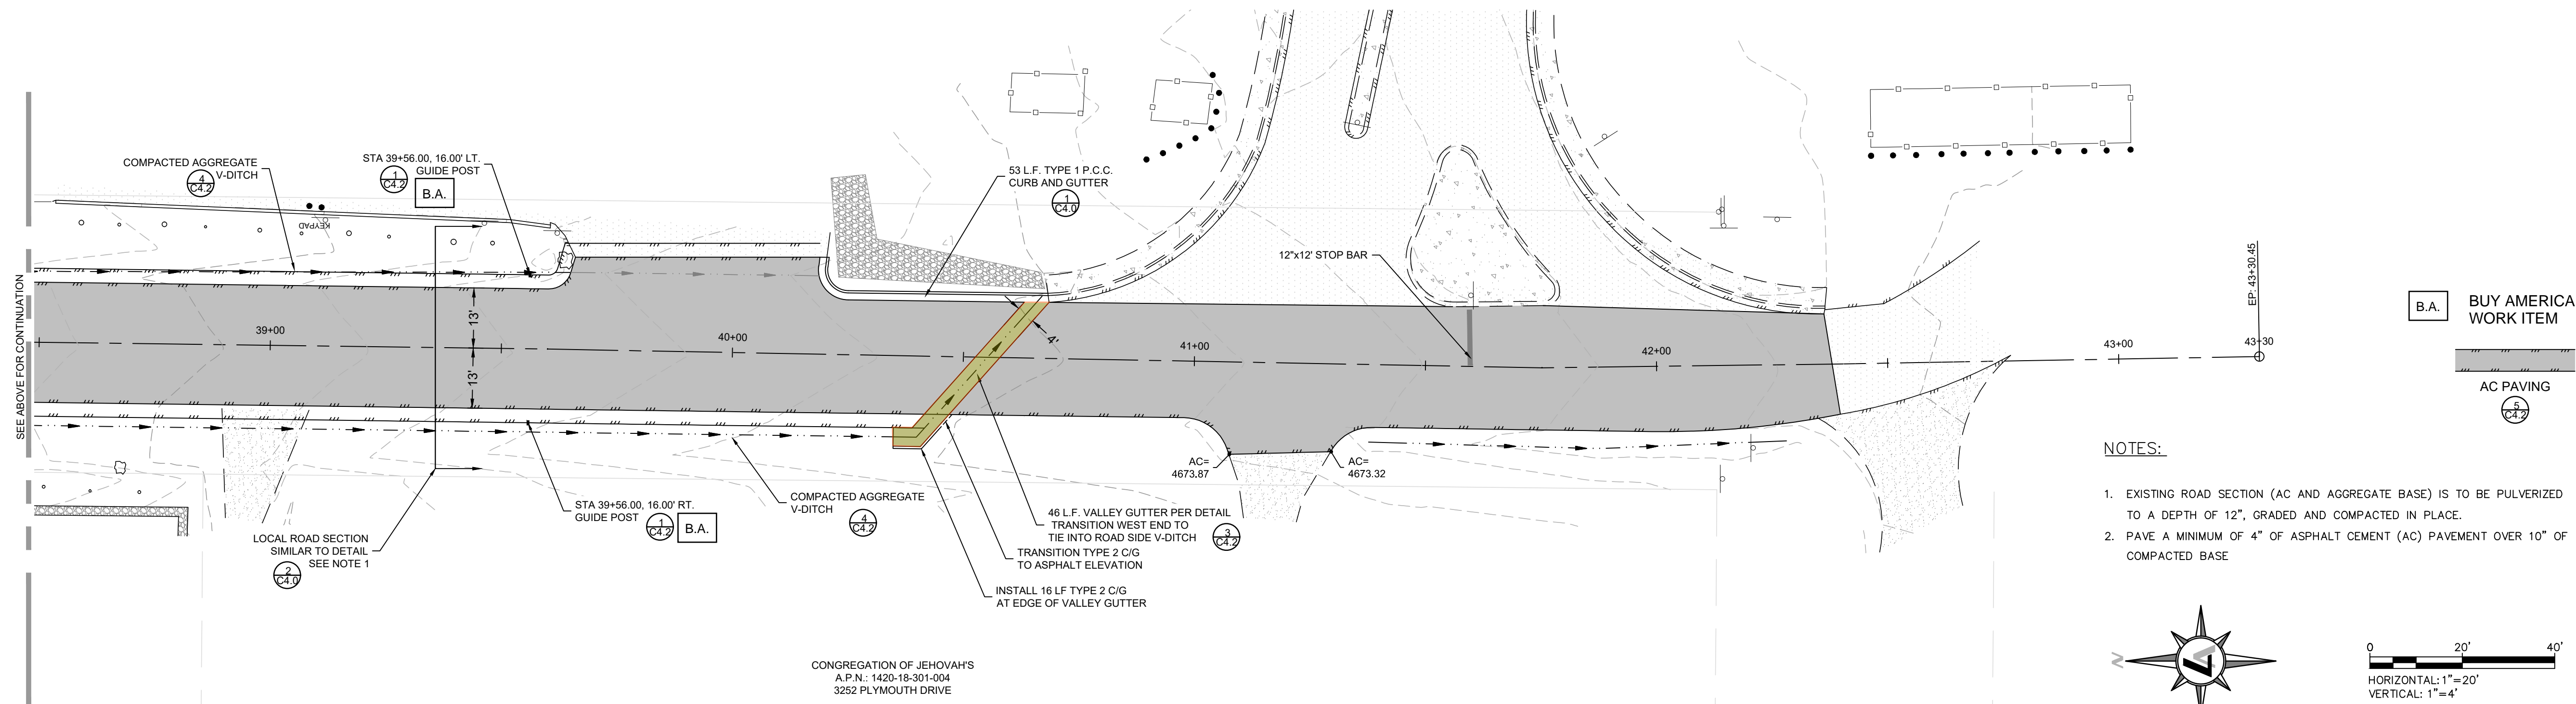 SEE ABOVE FOR CONTINUATION
COMPACTED AGGREGATE
V-DITCH
4
C4.2
STA 39+56.00, 16.00' LT.
GUIDE POST
1
C4.2
B.A.
KEYPAD
53 L.F. TYPE 1 P.C.C.
CURB AND GUTTER
1
C4.0
12"x12' STOP BAR
13'
13'
4'
39+00
40+00
41+00
42+00
43+00
43+30
EP: 43+30.45
B.A.
BUY AMERICA
WORK ITEM
AC PAVING
5
C4.2
AC=
4673.87
AC=
4673.32
LOCAL ROAD SECTION
SIMILAR TO DETAIL
SEE NOTE 1
2
C4.0
STA 39+56.00, 16.00' RT.
GUIDE POST
1
C4.2
B.A.
COMPACTED AGGREGATE
V-DITCH
4
C4.2
46 L.F. VALLEY GUTTER PER DETAIL
TRANSITION WEST END TO
TIE INTO ROAD SIDE V-DITCH
3
C4.2
TRANSITION TYPE 2 C/G
TO ASPHALT ELEVATION
INSTALL 16 LF TYPE 2 C/G
AT EDGE OF VALLEY GUTTER
CONGREGATION OF JEHOVAH'S
A.P.N.: 1420-18-301-004
3252 PLYMOUTH DRIVE
NOTES:
1. EXISTING ROAD SECTION (AC AND AGGREGATE BASE) IS TO BE PULVERIZED
TO A DEPTH OF 12", GRADED AND COMPACTED IN PLACE.
2. PAVE A MINIMUM OF 4" OF ASPHALT CEMENT (AC) PAVEMENT OVER 10" OF
COMPACTED BASE
N
0 20' 40'
HORIZONTAL: 1"=20'
VERTICAL: 1"=4'